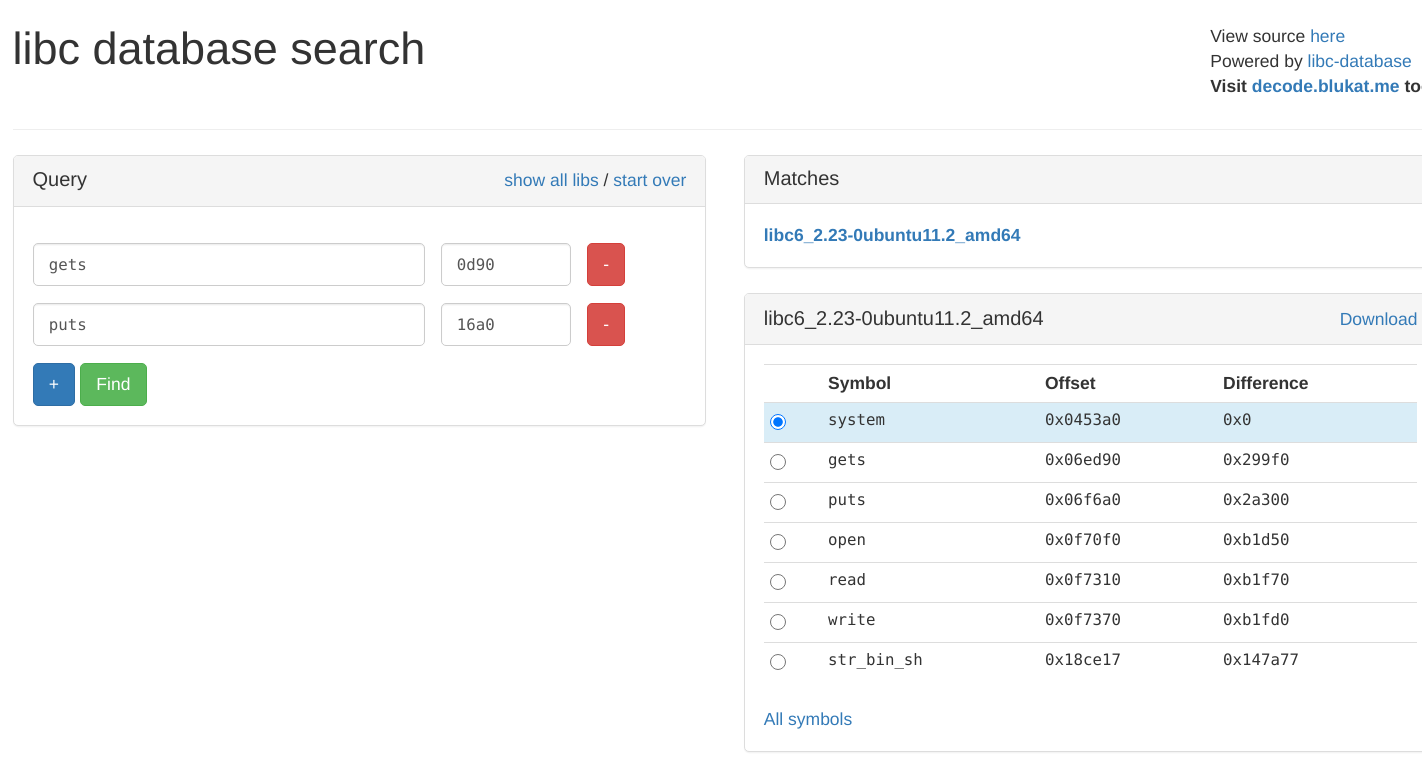 libc database search
View source here
Powered by libc-database
Visit decode.blukat.me to
Query
show all libs / start over
gets 0d90 -
puts 16a0 -
+ Find
Matches
libc6_2.23-0ubuntu11.2_amd64
libc6_2.23-0ubuntu11.2_amd64 Download
Symbol Offset Difference
system 0x0453a0 0x0
gets 0x06ed90 0x299f0
puts 0x06f6a0 0x2a300
open 0x0f70f0 0xb1d50
read 0x0f7310 0xb1f70
write 0x0f7370 0xb1fd0
str_bin_sh 0x18ce17 0x147a77
All symbols